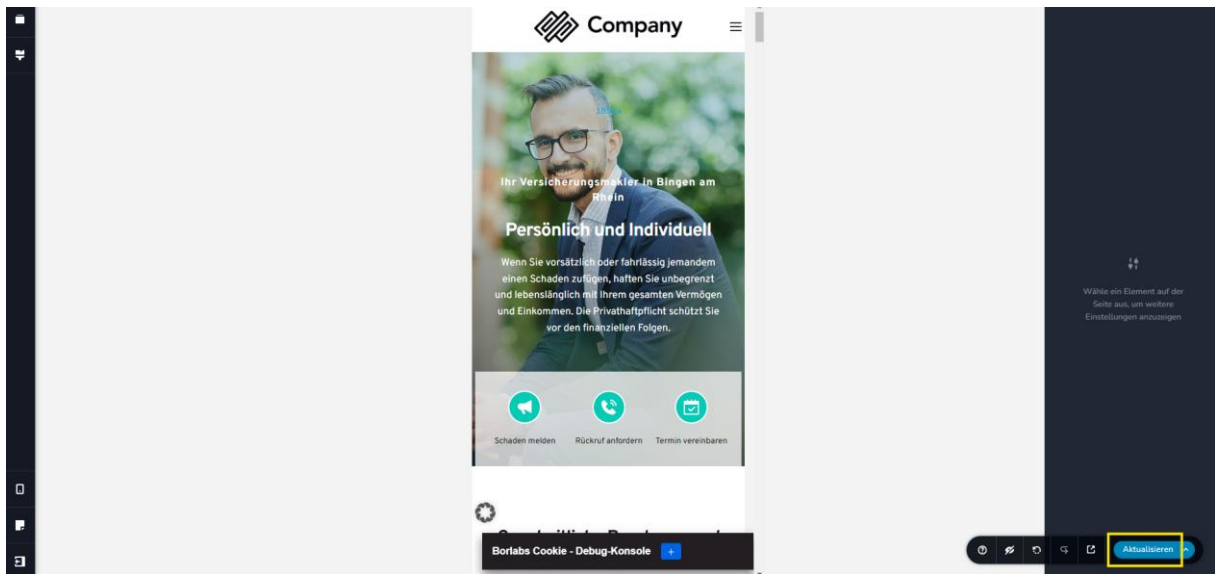 Company
Ihr Versicherungsmakler in Bingen am
Rhein
Persönlich und Individuell
Wenn Sie vorsätzlich oder fahrlässig jemandem
einen Schaden zufügen, haften Sie unbegrenzt
und lebenslänglich mit Ihrem gesamten Vermögen
und Einkommen. Die Privathaftpflicht schützt Sie
vor den finanziellen Folgen.
Schaden melden Rückruf anfordern Termin vereinbaren
Borlabs Cookie - Debug-Konsole +
Wähle ein Element auf der
Seite aus, um weitere
Einstellungen anzuzeigen
Aktualisieren